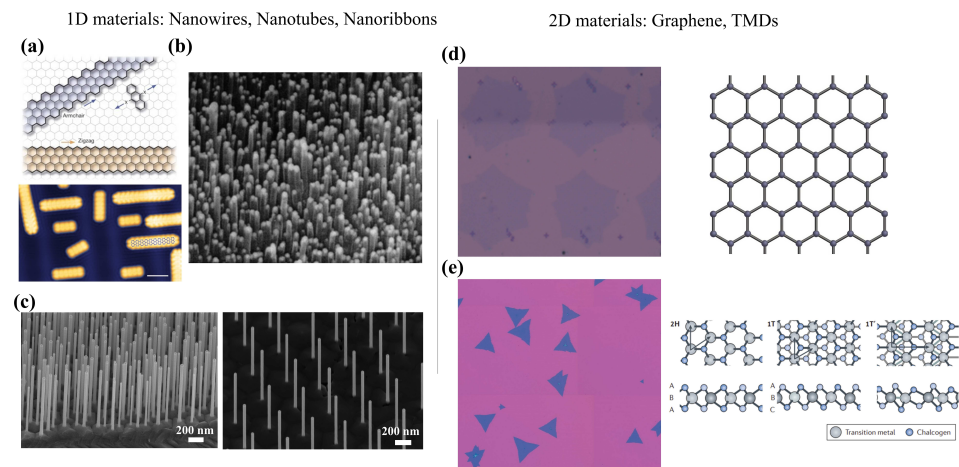 1D materials: Nanowires, Nanotubes, Nanoribbons
2D materials: Graphene, TMDs
(a)
Armchair
Zigzag
(b)
(c)
200 nm
200 nm
(d)
(e)
2H
1T
1T'
A
B
A
A
B
C
Transition metal
Chalcogen